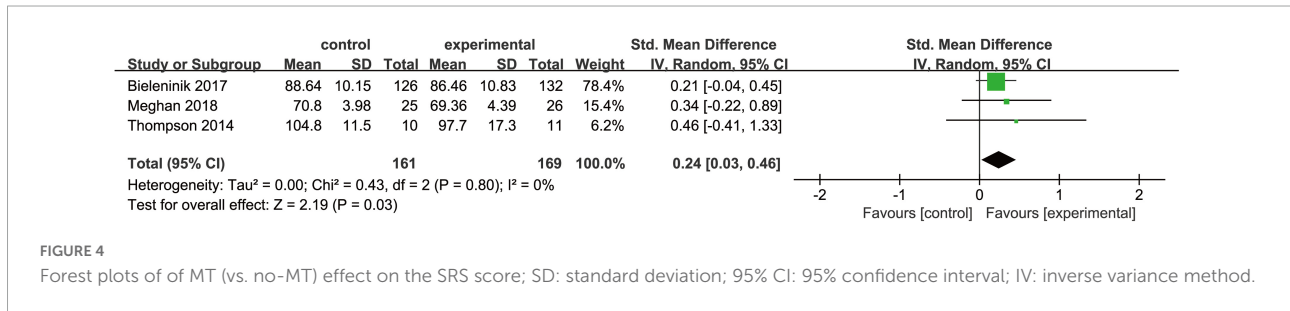 control experimental Std. Mean Difference Std. Mean Difference
Study or Subgroup Mean SD Total Mean SD Total Weight IV, Random, 95% CI IV, Random, 95% CI
Bieleninik 2017 88.64 10.15 126 86.46 10.83 132 78.4% 0.21 [-0.04, 0.45]
Meghan 2018 70.8 3.98 25 69.36 4.39 26 15.4% 0.34 [-0.22, 0.89]
Thompson 2014 104.8 11.5 10 97.7 17.3 11 6.2% 0.46 [-0.41, 1.33]
Total (95% CI) 161 169 100.0% 0.24 [0.03, 0.46]
Heterogeneity: Tau² = 0.00; Chi² = 0.43, df = 2 (P = 0.80); I² = 0%
Test for overall effect: Z = 2.19 (P = 0.03)
-2 -1 0 1 2
Favours [control] Favours [experimental]
FIGURE 4
Forest plots of of MT (vs. no-MT) effect on the SRS score; SD: standard deviation; 95% CI: 95% confidence interval; IV: inverse variance method.